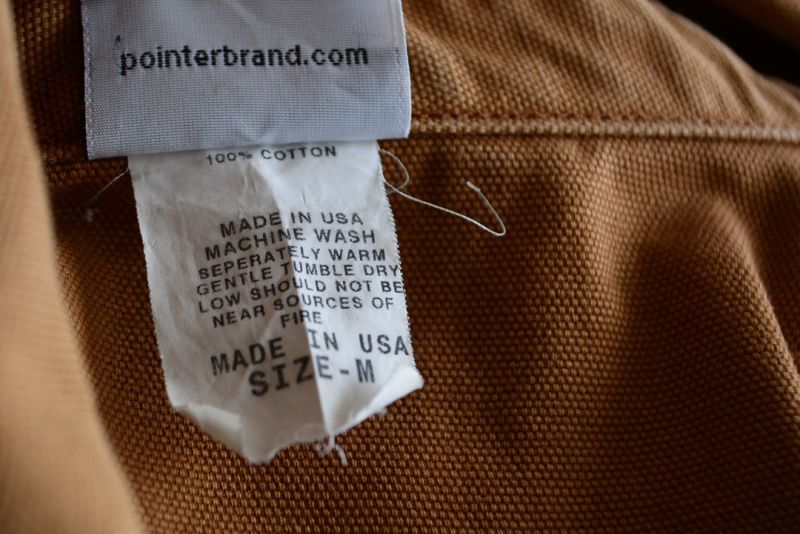 pointerbrand.com
100% COTTON
MADE IN USA
MACHINE WASH
SEPERATELY WARM
GENTLE TUMBLE DRY
LOW SHOULD NOT BE
NEAR SOURCES OF
FIRE
MADE IN USA
SIZE-M